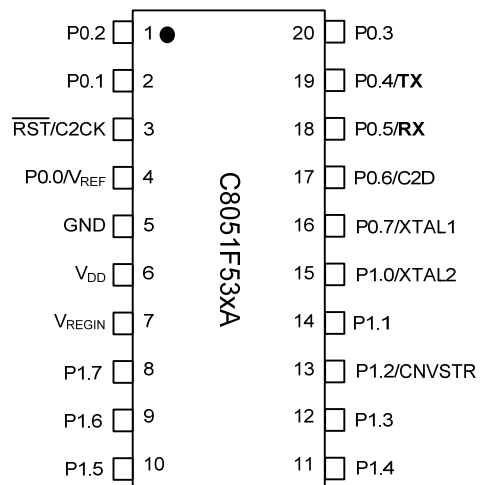 P0.2 1 20 P0.3
P0.1 2 19 P0.4/TX
RST/C2CK 3 18 P0.5/RX
P0.0/VREF 4 17 P0.6/C2D
GND 5 16 P0.7/XTAL1
VDD 6 15 P1.0/XTAL2
VREGIN 7 14 P1.1
P1.7 8 13 P1.2/CNVSTR
P1.6 9 12 P1.3
P1.5 10 11 P1.4
C8051F53xA